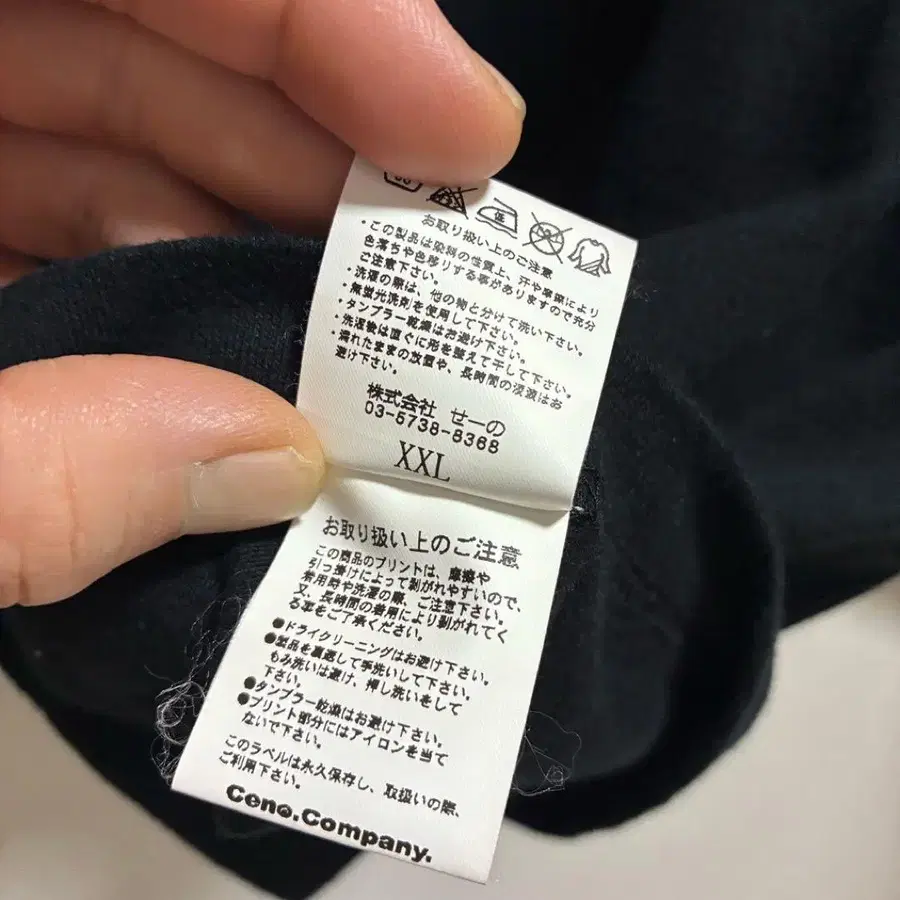 低
お取り扱い上のご注意
・この製品は染料の性質上、汗や摩擦により
色落ちや色移りする事がありますので充分
ご注意下さい。
・洗濯の際は、他の物と分けて洗い下さい。
・無蛍光洗剤を使用して下さい。
・タンブラー乾燥はお避け下さい。
・洗濯後は直ぐに形を整えて干して下さい。
・濡れたままの放置や、長時間の浸漬はお
避け下さい。
株式会社 せーの
03-5738-8368
XXL
お取り扱い上のご注意
この商品のプリントは、摩擦や
引っ掛けによって剥がれやすいので、
着用時や洗濯の際、ご注意下さい。
又、長時間の着用により剥がれてく
る事をご了承ください。
●ドライクリーニングはお避け下さい。
●製品を裏返して手洗いして下さい。
もみ洗いは避け、押し洗いをして
下さい。
●タンブラー乾燥はお避け下さい。
●プリント部分にはアイロンを当て
ないで下さい。
このラベルは永久保存し、取扱いの際、
ご利用下さい。
Ceno.Company.